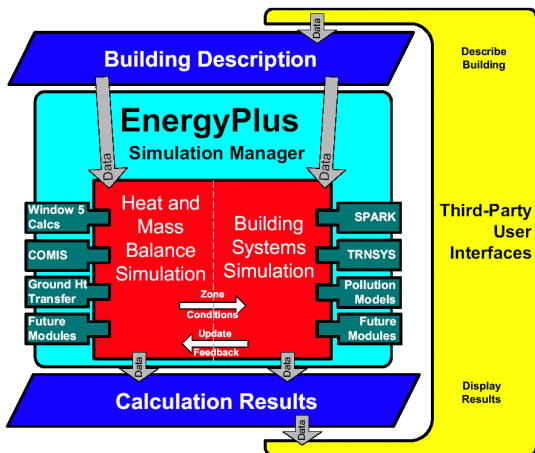 Data
Building Description
Describe
Building
EnergyPlus
Simulation Manager
Data
Data
Window 5
Calcs
COMIS
Ground Ht
Transfer
Future
Modules
Heat and
Mass
Balance
Simulation
Building
Systems
Simulation
Zone
Conditions
Update
Feedback
SPARK
TRNSYS
Pollution
Models
Future
Modules
Third-Party
User
Interfaces
Data
Data
Calculation Results
Display
Results
Data